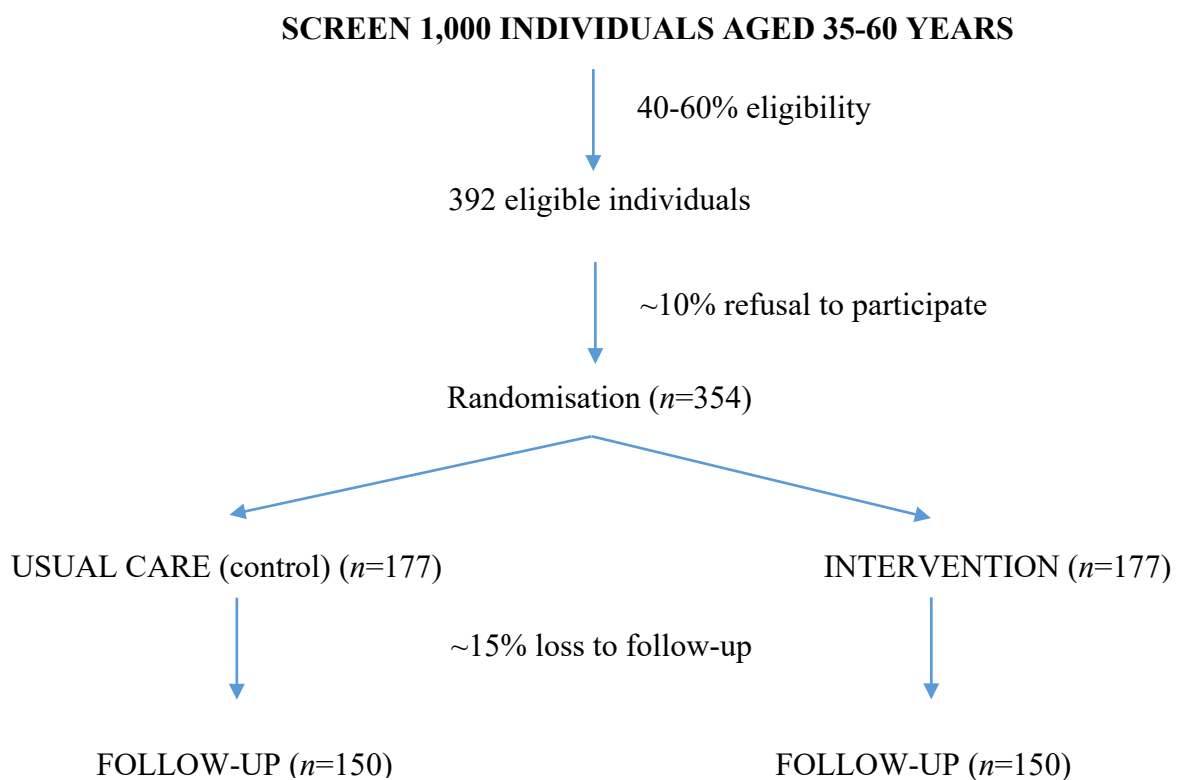 SCREEN 1,000 INDIVIDUALS AGED 35-60 YEARS
40-60% eligibility
392 eligible individuals
~10% refusal to participate
Randomisation (n=354)
USUAL CARE (control) (n=177)
INTERVENTION (n=177)
~15% loss to follow-up
FOLLOW-UP (n=150)
FOLLOW-UP (n=150)